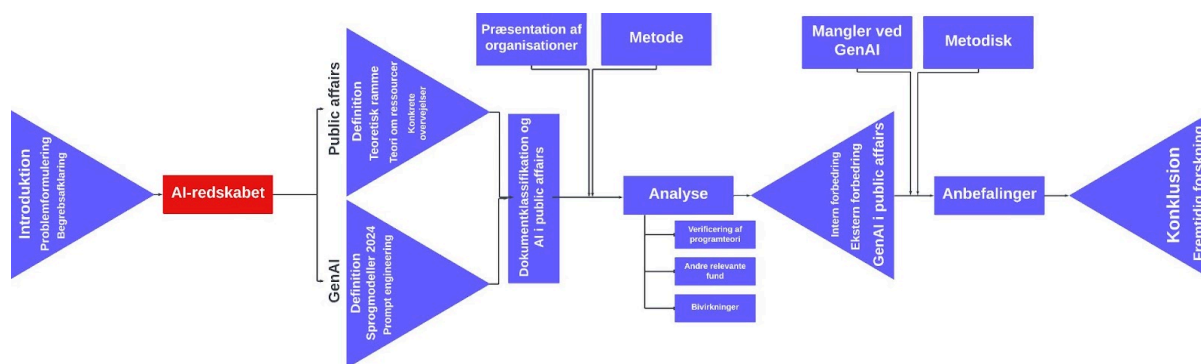 Introduktion
Problemformulering
Begrebsafklaring
AI-redskabet
Public affairs
Definition
Teoretisk ramme
Teori om ressourcer
Konkrete
overvejelser
GenAI
Definition
Sprogmodeller 2024
Prompt engineering
Præsentation af
organisationer
Metode
Dokumentklassifikation og
AI i public affairs
Analyse
Verificering af
programteori
Andre relevante
fund
Bivirkninger
Intern forbedring
Ekstern forbedring
GenAI i public affairs
Mangler ved
GenAI
Metodisk
Anbefalinger
Konklusion
Fremtidig forskning